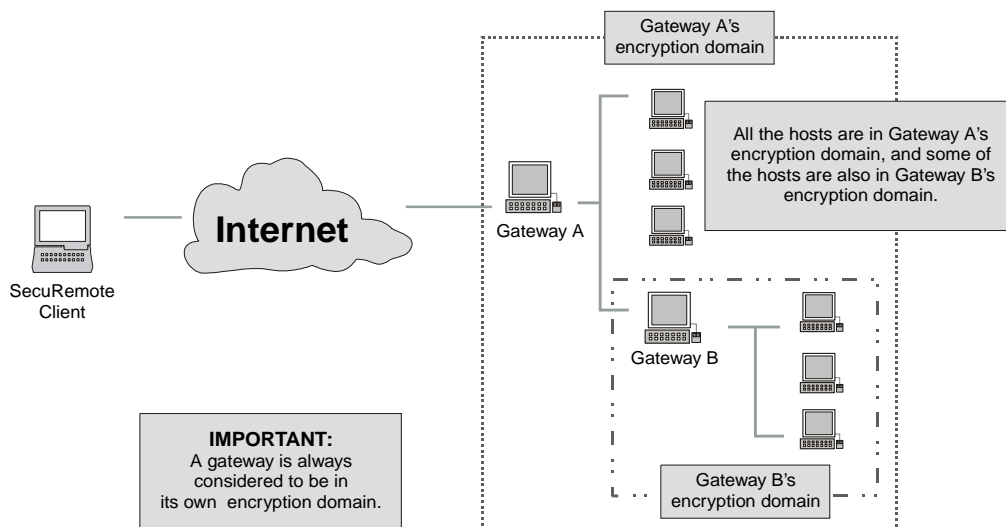 Gateway A's
encryption domain
All the hosts are in Gateway A's
encryption domain, and some of
the hosts are also in Gateway B's
encryption domain.
Internet
Gateway A
SecuRemote
Client
Gateway B
IMPORTANT:
A gateway is always
considered to be in
its own encryption domain.
Gateway B's
encryption domain